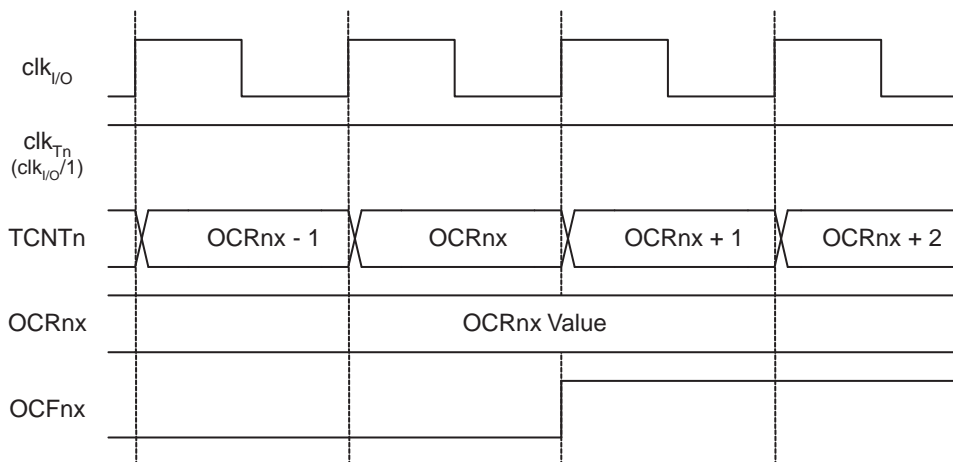 clkI/O
clkTn
(clkI/O/1)
TCNTn OCRnx - 1 OCRnx OCRnx + 1 OCRnx + 2
OCRnx OCRnx Value
OCFnx